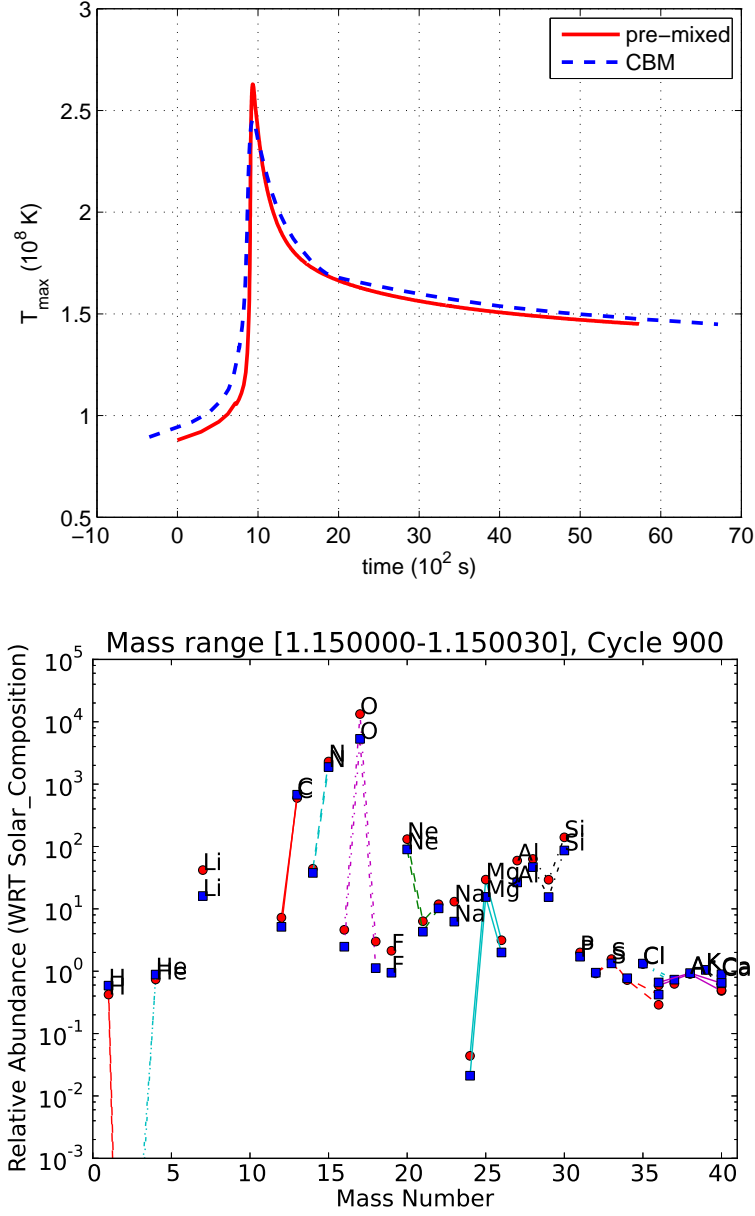 3
pre−mixed
CBM
2.5
2
T_max (10^8 K)
1.5
1
0.5
−10 0 10 20 30 40 50 60 70
time (10^2 s)
Mass range [1.150000-1.150030], Cycle 900
10^5
10^4
10^3
10^2
10^1
10^0
10^-1
10^-2
10^-3
Relative Abundance (WRT Solar_Composition)
O
O
N
N
C
C
Ne
Ne
Si
Si
Li
Li
Al
Al
Mg
Mg
Na
Na
F
F
P
P
S
S
Cl
H
H
He
He
A
K
Ca
Ca
0 5 10 15 20 25 30 35 40
Mass Number